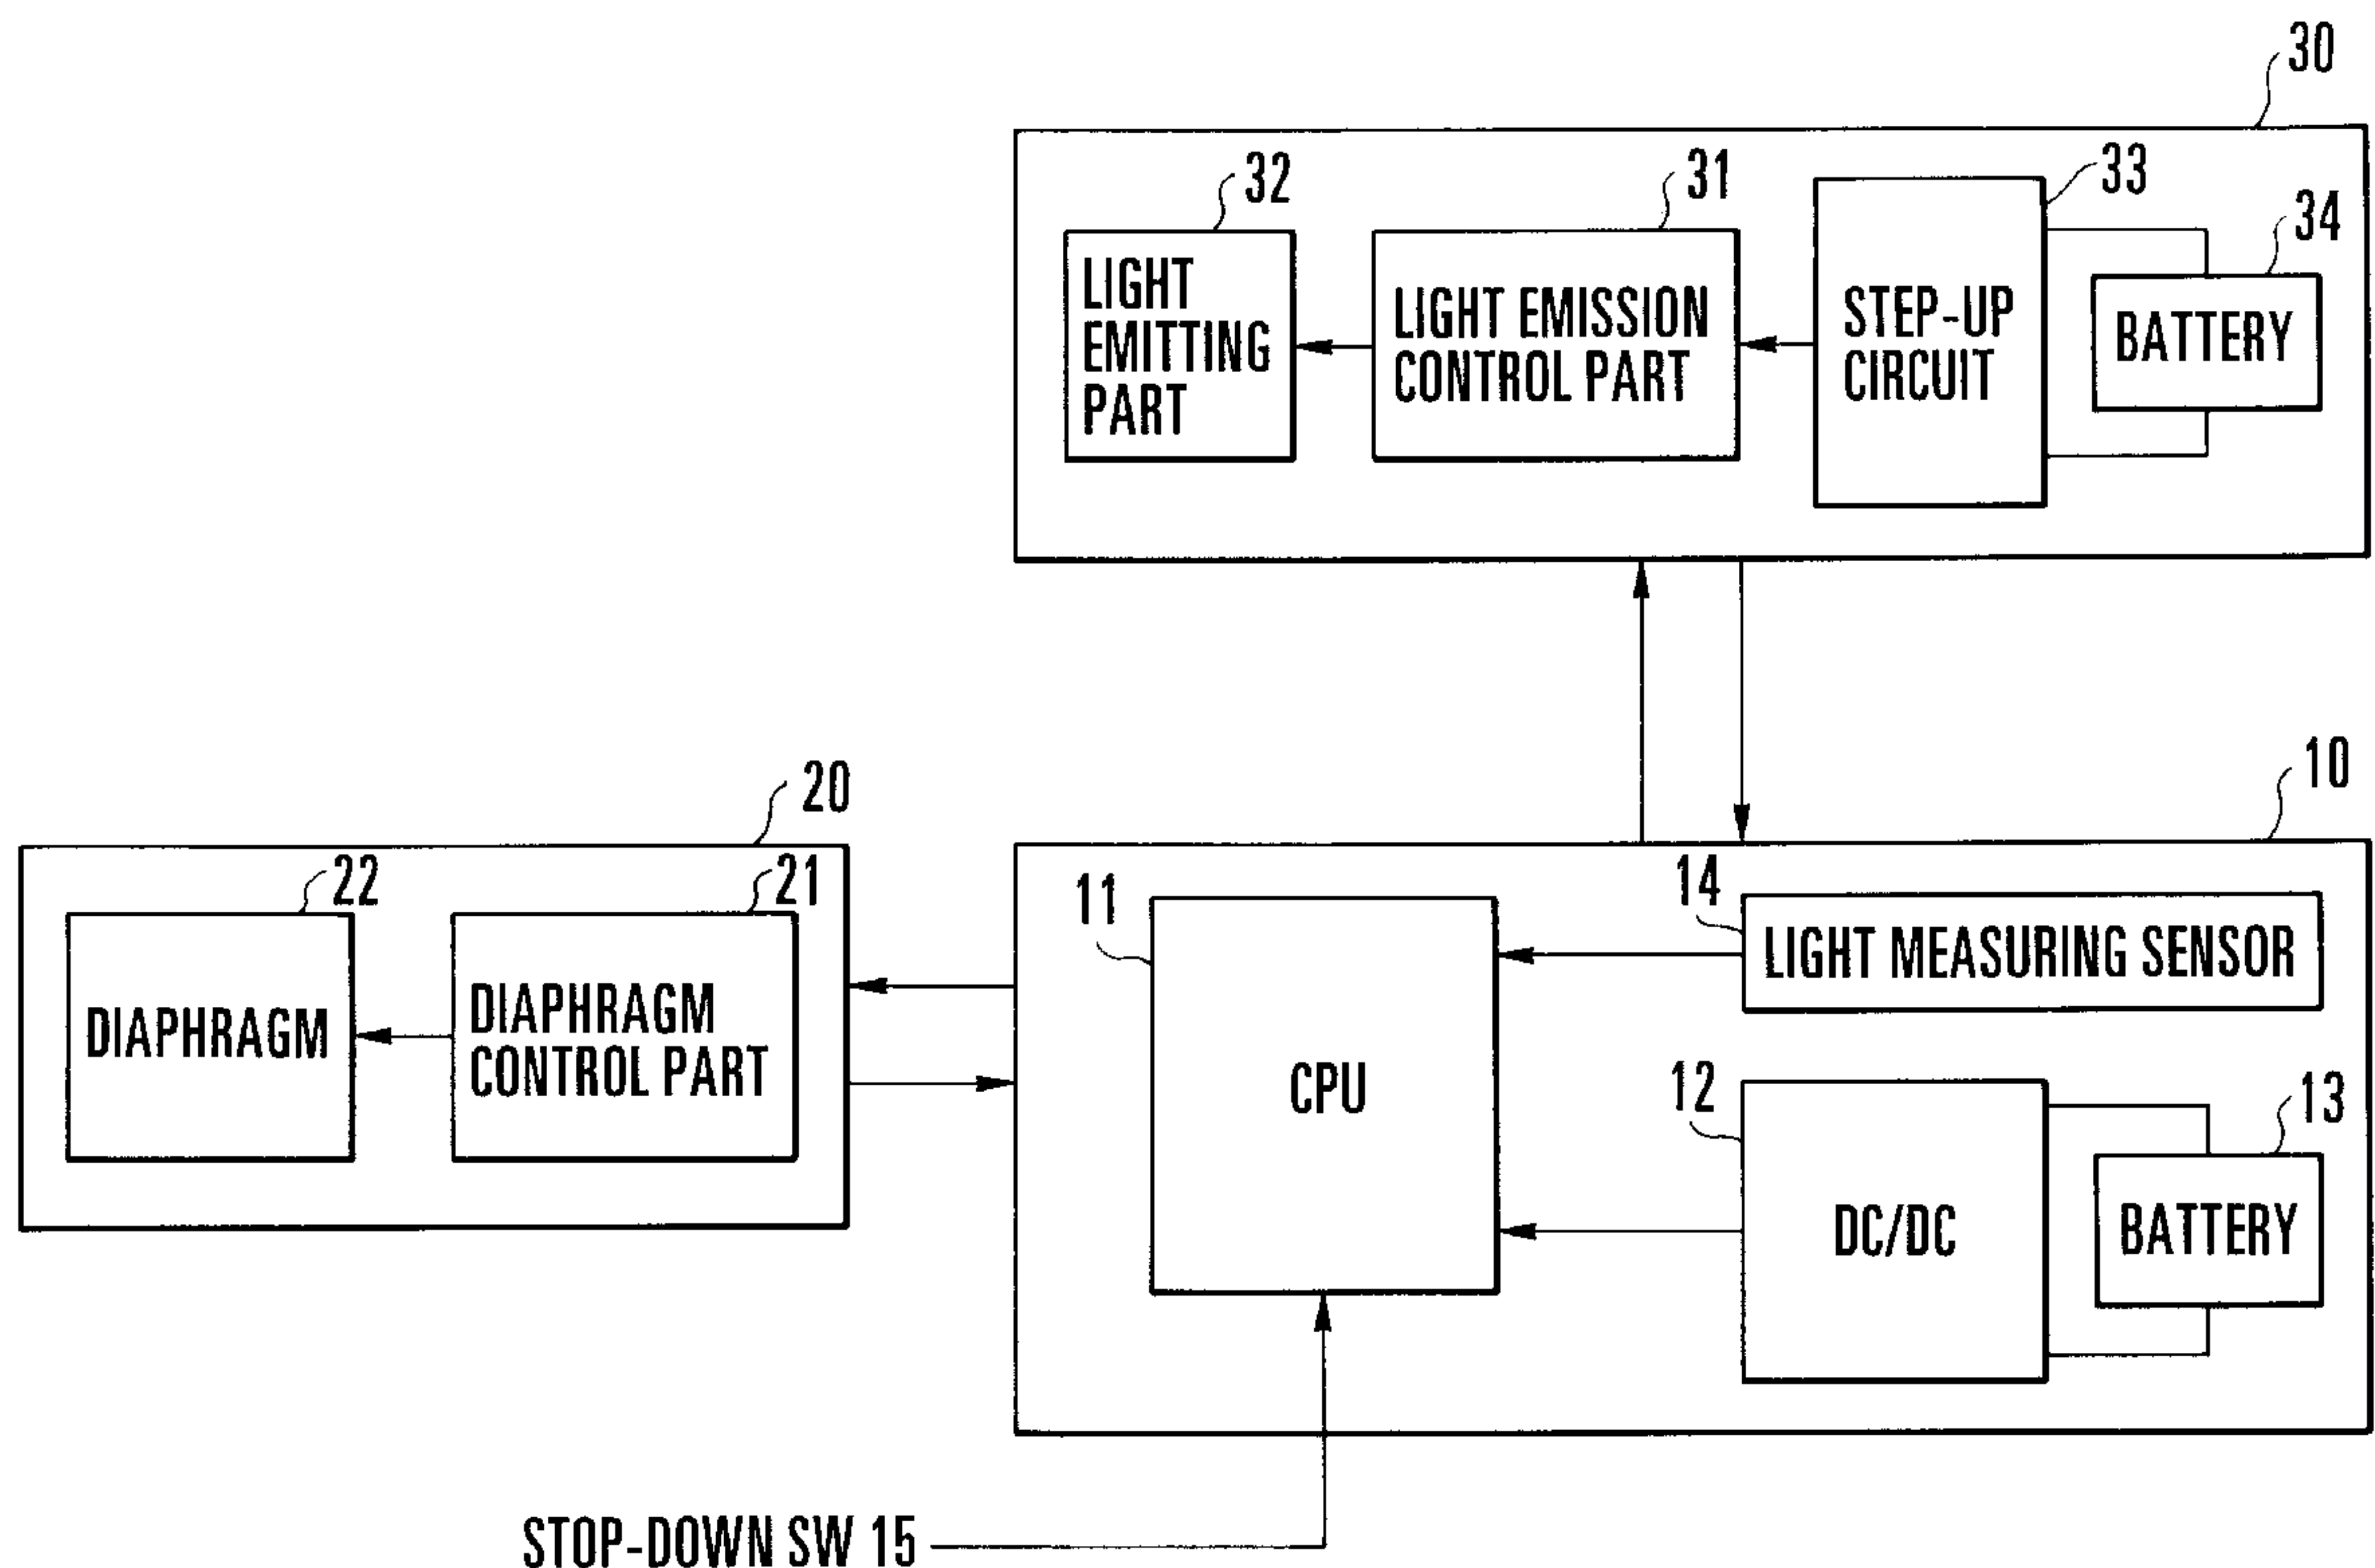 30
32
31
33
34
LIGHT
EMITTING
PART
LIGHT EMISSION
CONTROL PART
STEP-UP
CIRCUIT
BATTERY
20
10
22
21
11
14
LIGHT MEASURING SENSOR
DIAPHRAGM
DIAPHRAGM
CONTROL PART
CPU
12
13
DC/DC
BATTERY
STOP-DOWN SW 15